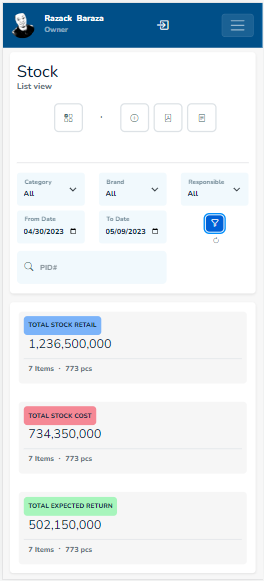 Razack Baraza
Owner
Stock
List view
Category
All
Brand
All
Responsible
All
From Date
04/30/2023
To Date
05/09/2023
PID#
TOTAL STOCK RETAIL
1,236,500,000
7 Items · 773 pcs
TOTAL STOCK COST
734,350,000
7 Items · 773 pcs
TOTAL EXPECTED RETURN
502,150,000
7 Items · 773 pcs